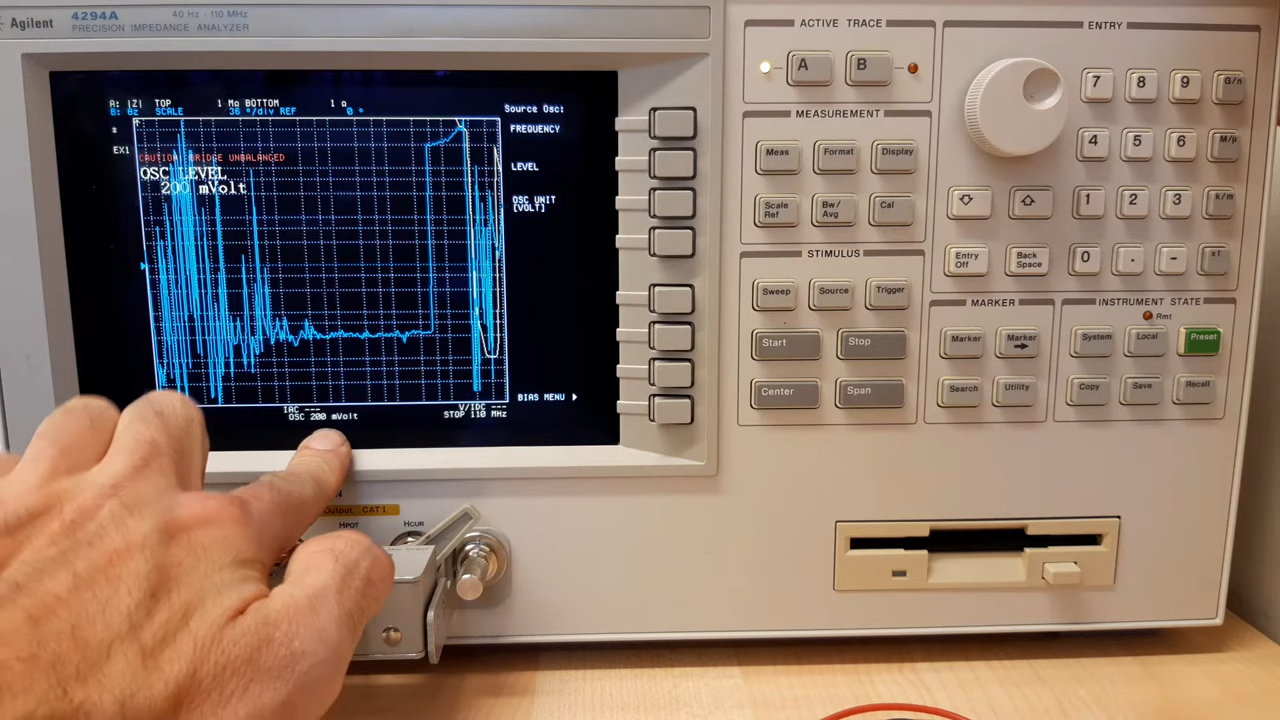 Agilent
4294A
PRECISION IMPEDANCE ANALYZER
40 Hz - 110 MHz
A: |Z| TOP 1 MΩ BOTTOM 1 Ω
B: θz SCALE 36 °/div REF 0 °
*
EX1
CAUTION: BRIDGE UNBALANCED
OSC LEVEL
200 mVolt
IAC ---
OSC 200 mVolt
V/IDC ---
STOP 110 MHz
Source Osc:
FREQUENCY
LEVEL
OSC UNIT
[VOLT]
BIAS MENU
Output CAT I
HPOT
HCUR
ACTIVE TRACE
A
B
MEASUREMENT
Meas
Format
Display
Scale
Ref
Bw/
Avg
Cal
STIMULUS
Sweep
Source
Trigger
Start
Stop
Center
Span
ENTRY
7
8
9
G/n
4
5
6
M/μ
1
2
3
k/m
Entry
Off
Back
Space
0
.
-
x1
MARKER
Marker
Marker
Search
Utility
INSTRUMENT STATE
Rmt
System
Local
Preset
Copy
Save
Recall